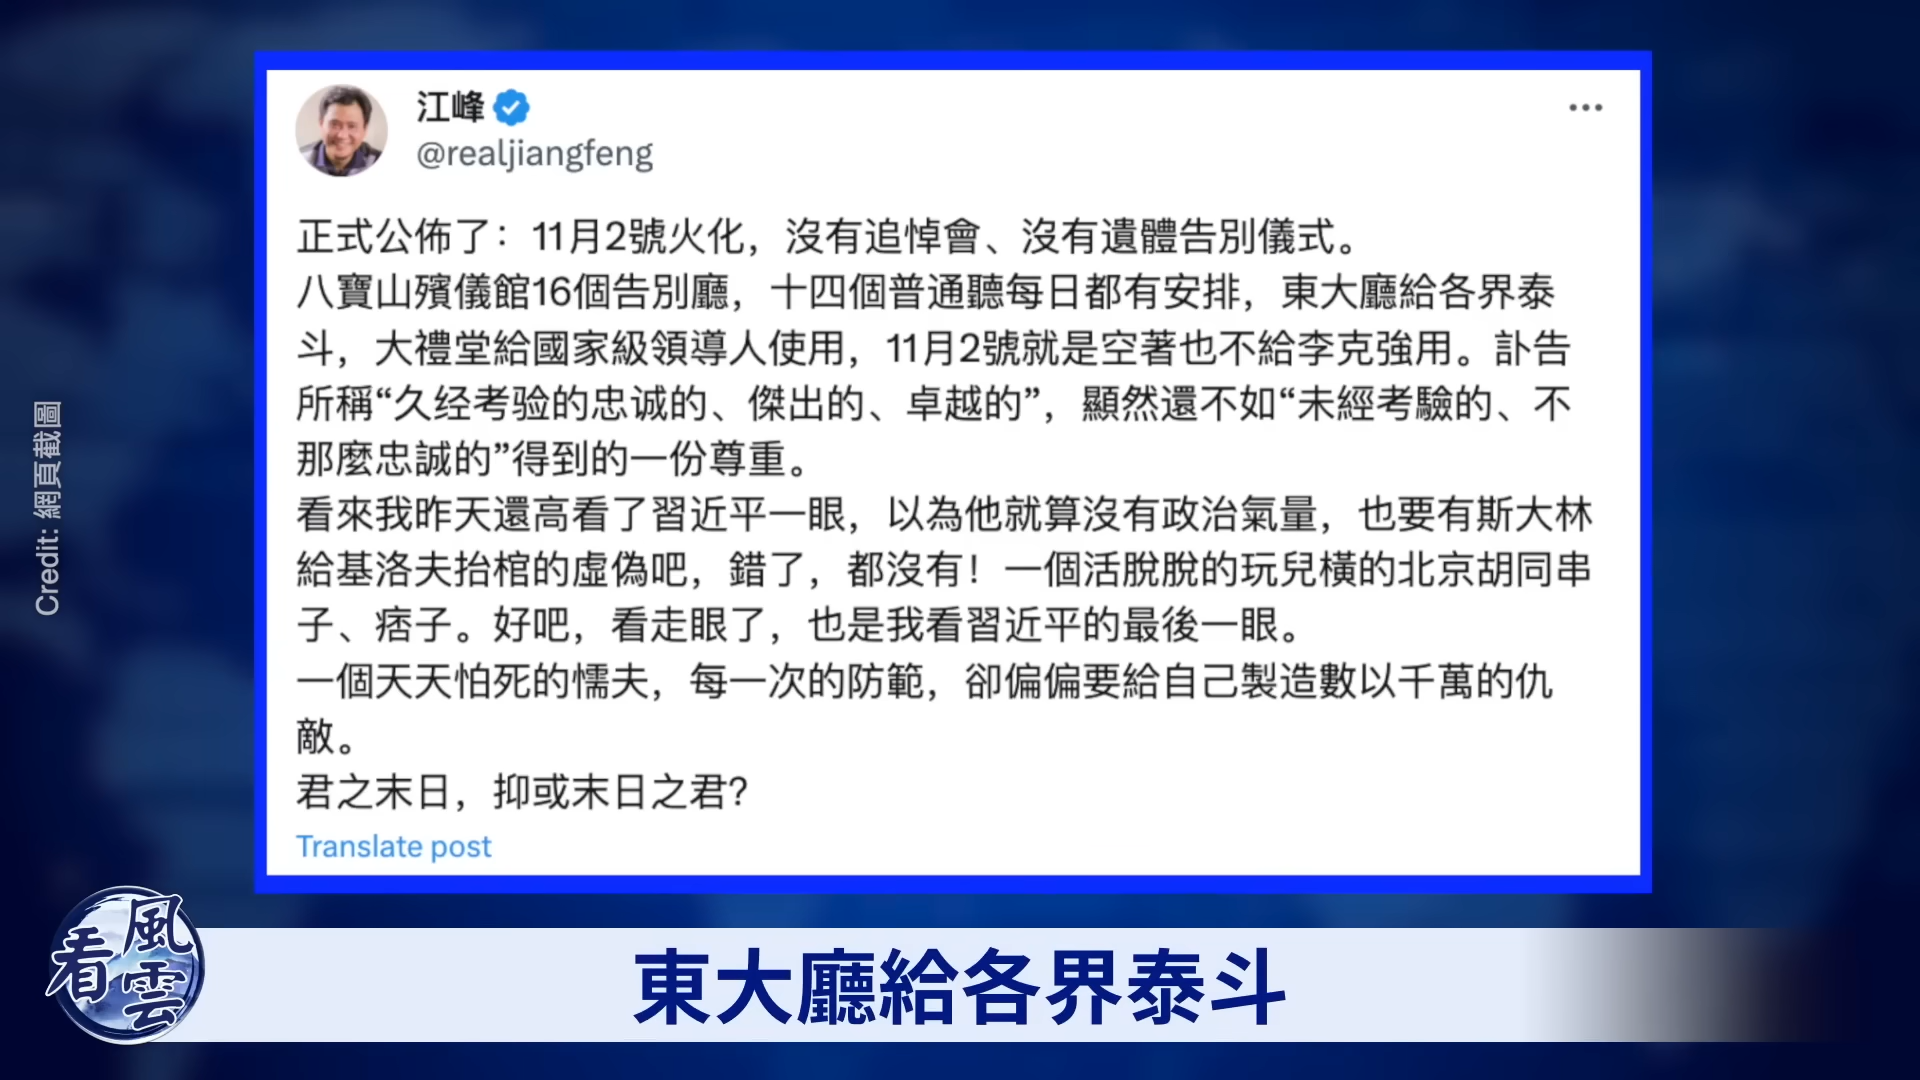 江峰
@realjiangfeng
正式公佈了：11月2號火化，沒有追悼會、沒有遺體告別儀式。
八寶山殯儀館16個告別廳，十四個普通聽每日都有安排，東大廳給各界泰
斗，大禮堂給國家級領導人使用，11月2號就是空著也不給李克強用。訃告
所稱“久经考验的忠诚的、傑出的、卓越的”，顯然還不如“未經考驗的、不
那麼忠誠的”得到的一份尊重。
看來我昨天還高看了習近平一眼，以為他就算沒有政治氣量，也要有斯大林
給基洛夫抬棺的虛偽吧，錯了，都沒有！一個活脫脫的玩兒橫的北京胡同串
子、痞子。好吧，看走眼了，也是我看習近平的最後一眼。
一個天天怕死的懦夫，每一次的防範，卻偏偏要給自己製造數以千萬的仇
敵。
君之末日，抑或末日之君？
Translate post
Credit: 網頁截圖
風雲
看
東大廳給各界泰斗